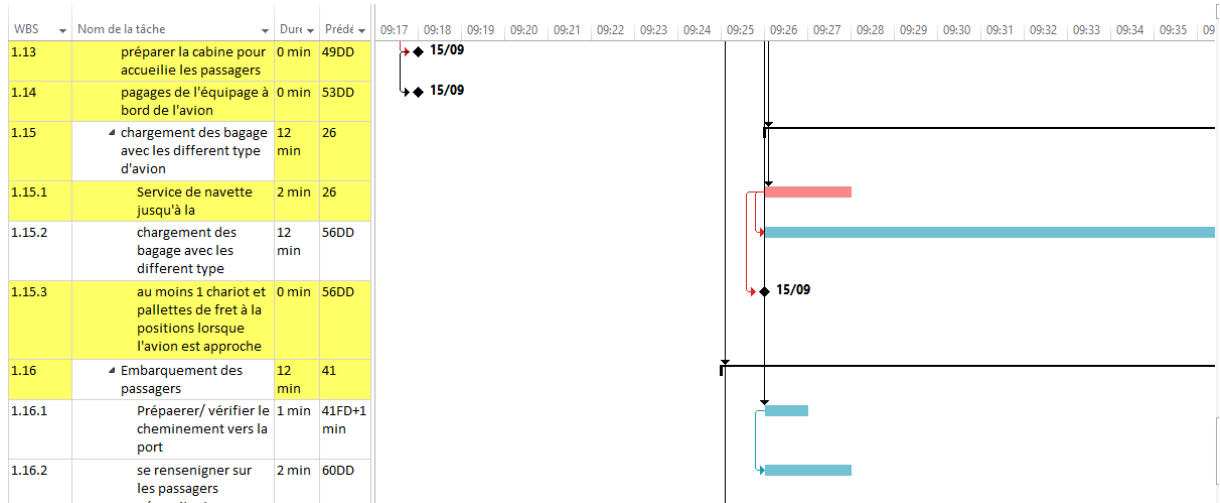 WBS Nom de la tâche Dure Prédé 09:17 09:18 09:19 09:20 09:21 09:22 09:23 09:24 09:25 09:26 09:27 09:28 09:29 09:30 09:31 09:32 09:33 09:34 09:35 09
1.13 préparer la cabine pour 0 min 49DD 15/09
accueilie les passagers
1.14 pagages de l'équipage à 0 min 53DD 15/09
bord de l'avion
1.15 chargement des bagage 12 26
avec les different type min
d'avion
1.15.1 Service de navette 2 min 26
jusqu'à la
1.15.2 chargement des 12 56DD
bagage avec les min
different type
1.15.3 au moins 1 chariot et 0 min 56DD 15/09
pallettes de fret à la
positions lorsque
l'avion est approche
1.16 Embarquement des 12 41
passagers min
1.16.1 Prépaerer/ vérifier le 1 min 41FD+1
cheminement vers la min
port
1.16.2 se rensenigner sur 2 min 60DD
les passagers